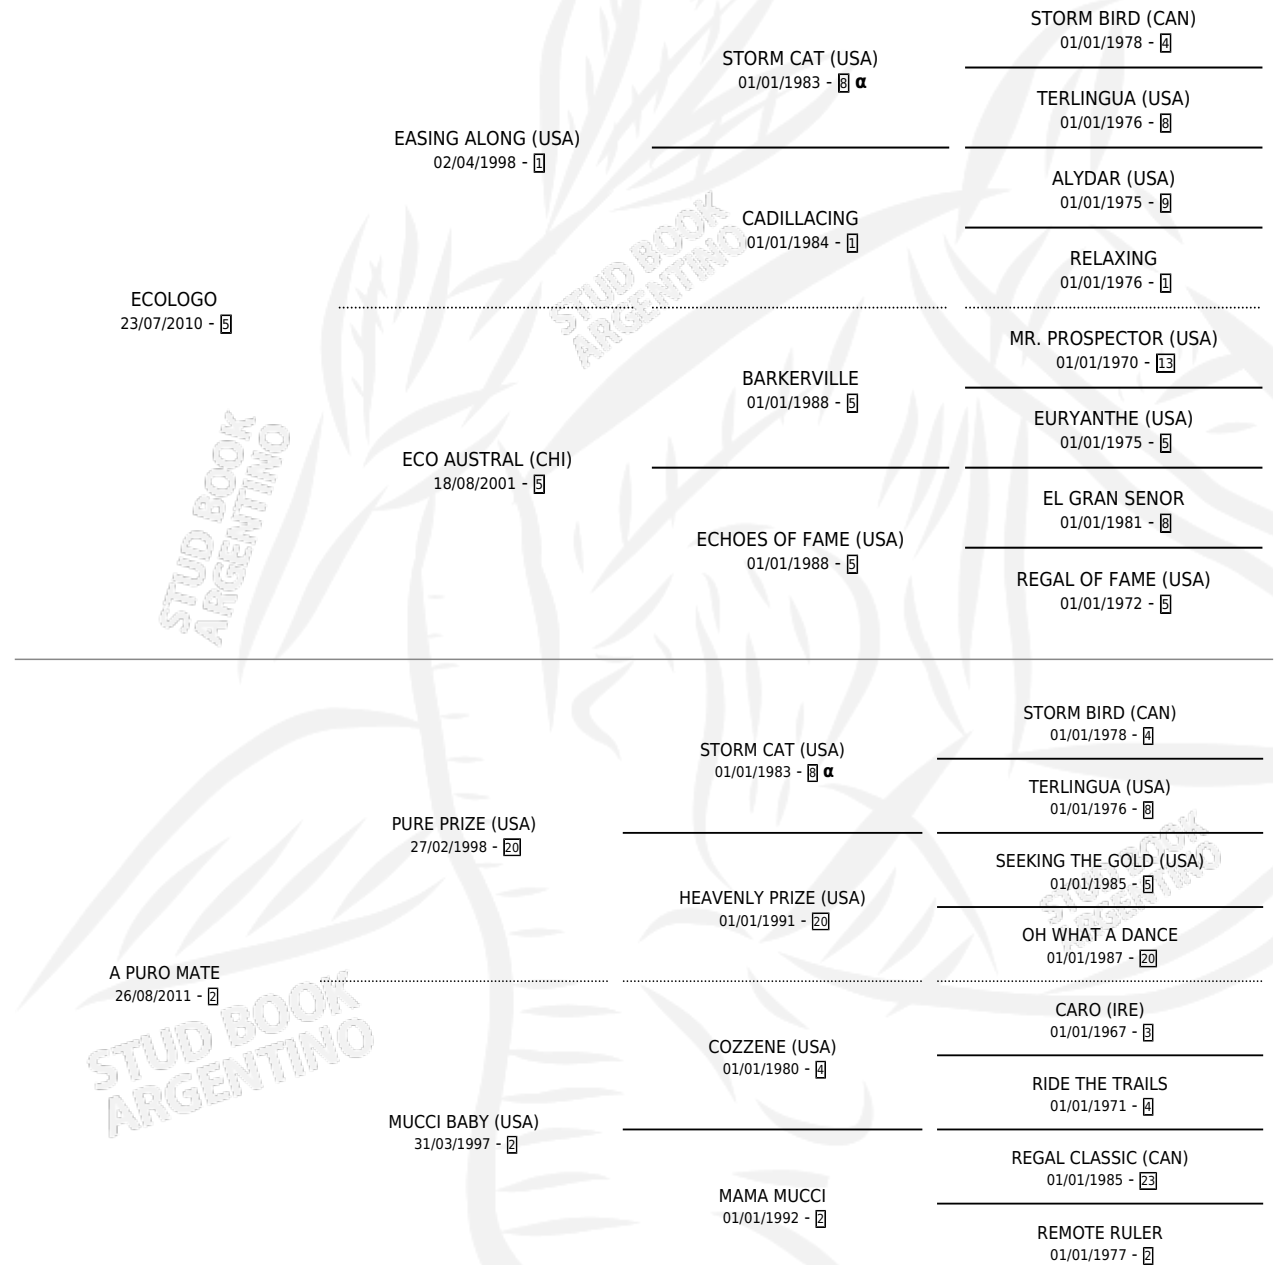 ECOLOGO
23/07/2010 - 5
EASING ALONG (USA)
02/04/1998 - 1
STORM CAT (USA)
01/01/1983 - 8 α
STORM BIRD (CAN)
01/01/1978 - 4
TERLINGUA (USA)
01/01/1976 - 8
CADILLACING
01/01/1984 - 1
ALYDAR (USA)
01/01/1975 - 9
RELAXING
01/01/1976 - 1
ECO AUSTRAL (CHI)
18/08/2001 - 5
BARKERVILLE
01/01/1988 - 5
MR. PROSPECTOR (USA)
01/01/1970 - 13
EURYANTHE (USA)
01/01/1975 - 5
ECHOES OF FAME (USA)
01/01/1988 - 5
EL GRAN SENOR
01/01/1981 - 8
REGAL OF FAME (USA)
01/01/1972 - 5
A PURO MATE
26/08/2011 - 2
PURE PRIZE (USA)
27/02/1998 - 20
STORM CAT (USA)
01/01/1983 - 8 α
STORM BIRD (CAN)
01/01/1978 - 4
TERLINGUA (USA)
01/01/1976 - 8
HEAVENLY PRIZE (USA)
01/01/1991 - 20
SEEKING THE GOLD (USA)
01/01/1985 - 5
OH WHAT A DANCE
01/01/1987 - 20
MUCCI BABY (USA)
31/03/1997 - 2
COZZENE (USA)
01/01/1980 - 4
CARO (IRE)
01/01/1967 - 3
RIDE THE TRAILS
01/01/1971 - 4
MAMA MUCCI
01/01/1992 - 2
REGAL CLASSIC (CAN)
01/01/1985 - 23
REMOTE RULER
01/01/1977 - 2
STUD BOOK
ARGENTINO
STUD BOOK
ARGENTINO
STUD BOOK
ARGENTINO
STUD BOOK
ARGENTINO